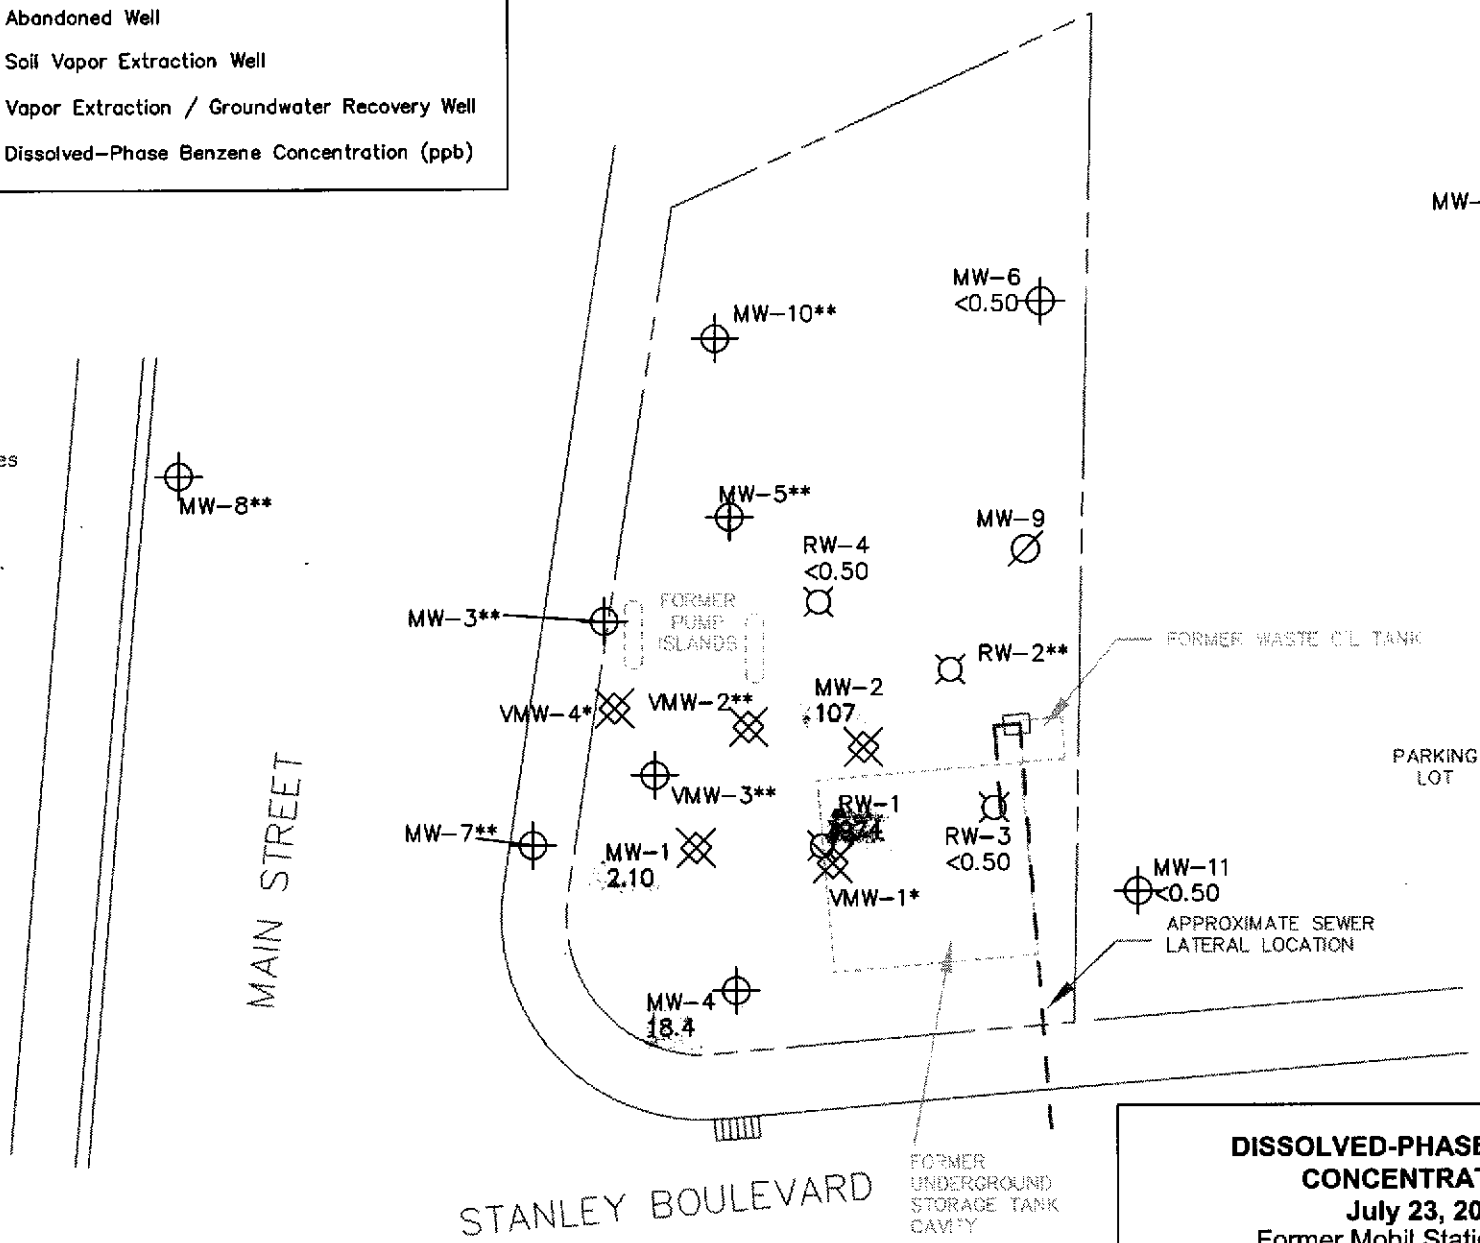 Abandoned Well
Soil Vapor Extraction Well
Vapor Extraction / Groundwater Recovery Well
Dissolved-Phase Benzene Concentration (ppb)
MW-
MW-6
<0.50
MW-10**
es
MW-8**
MW-5**
MW-9
RW-4
<0.50
MW-3**
FORMER
PUMP
ISLANDS
RW-2**
FORMER WASTE OIL TANK
MW-2
107
VMW-2**
VMW-4*
PARKING
LOT
VMW-3**
RW-1
MW-7**
RW-3
<0.50
MW-1
2.10
MW-11
<0.50
VMW-1*
APPROXIMATE SEWER
LATERAL LOCATION
MAIN STREET
MW-4
18.4
FORMER
UNDERGROUND
STORAGE TANK
CAVITY
STANLEY BOULEVARD
DISSOLVED-PHASE
CONCENTRAT
July 23, 20
Former Mobil Stati